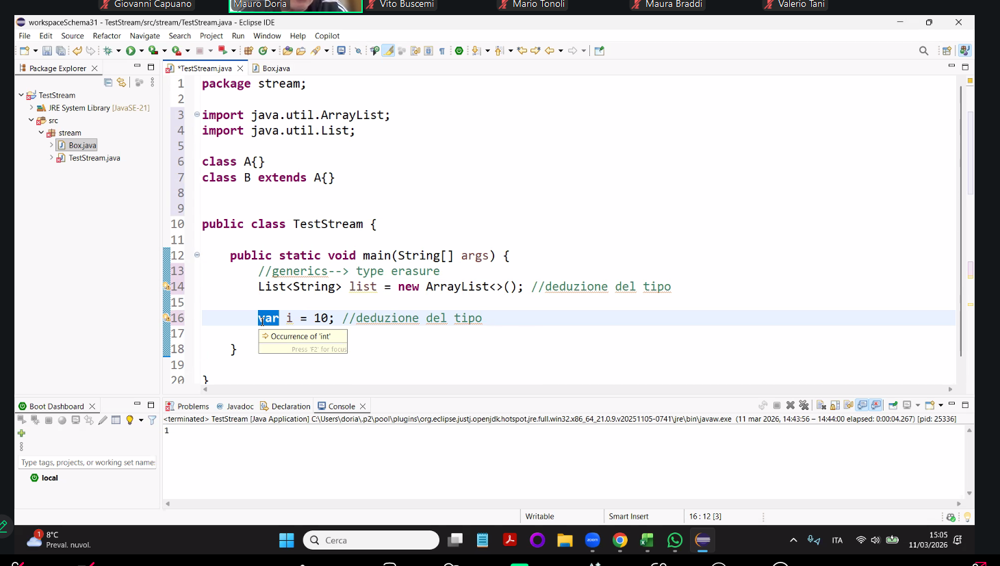 Giovanni Capuano
Mauro Doria
Vito Buscemi
Mario Tonoli
Maura Braddi
Valerio Tani
workspaceSchema31 - TestStream/src/stream/TestStream.java - Eclipse IDE
File Edit Source Refactor Navigate Search Project Run Window Help Copilot
Package Explorer
*TestStream.java
Box.java
TestStream
JRE System Library [JavaSE-21]
src
stream
Box.java
TestStream.java
1 package stream;
2
3 import java.util.ArrayList;
4 import java.util.List;
5
6 class A{}
7 class B extends A{}
8
9
10 public class TestStream {
11
12 public static void main(String[] args) {
13 //generics--> type erasure
14 List<String> list = new ArrayList<>(); //deduzione del tipo
15
16 var i = 10; //deduzione del tipo
17
18 }
19
20 }
Occurrence of 'int'
Press 'F2' for focus
Boot Dashboard
Type tags, projects, or working set name
local
Problems
@ Javadoc
Declaration
Console
<terminated> TestStream [Java Application] C:\Users\doria\.p2\pool\plugins\org.eclipse.justj.openjdk.hotspot.jre.full.win32.x86_64_21.0.9.v20251105-0741\jre\bin\javaw.exe (11 mar 2026, 14:43:56 – 14:44:00 elapsed: 0:00:04.267) [pid: 25336]
1
Writable
Smart Insert
16 : 12 [3]
1
8°C
Preval. nuvol.
Cerca
zoom
ITA
15:05
11/03/2026